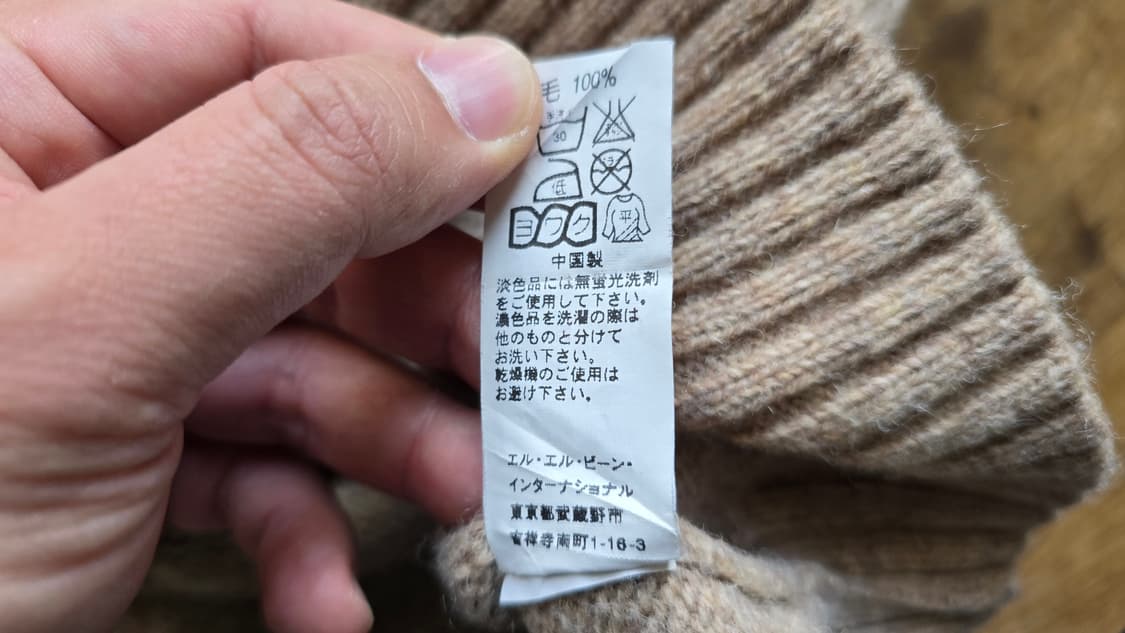 毛 100%
30
低
ヨワク 平
中国製
淡色品には無蛍光洗剤
をご使用して下さい。
濃色品を洗濯の際は
他のものと分けて
お洗い下さい。
乾燥機のご使用は
お避け下さい。
エル・エル・ビーン・
インターナショナル
東京都武蔵野市
吉祥寺南町1-16-3